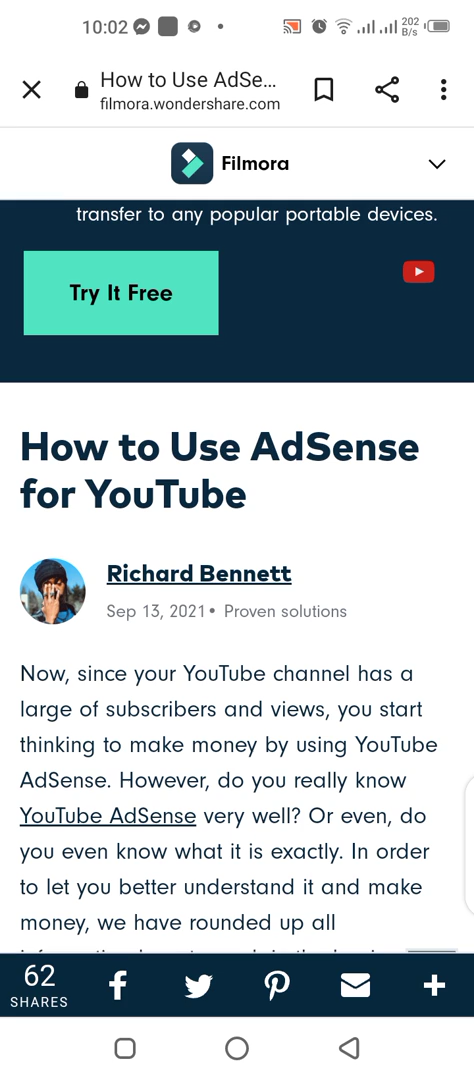 10:02
202
B/s
How to Use AdSe...
filmora.wondershare.com
Filmora
transfer to any popular portable devices.
Try It Free
How to Use AdSense
for YouTube
Richard Bennett
Sep 13, 2021• Proven solutions
Now, since your YouTube channel has a
large of subscribers and views, you start
thinking to make money by using YouTube
AdSense. However, do you really know
YouTube AdSense very well? Or even, do
you even know what it is exactly. In order
to let you better understand it and make
money, we have rounded up all
62
SHARES